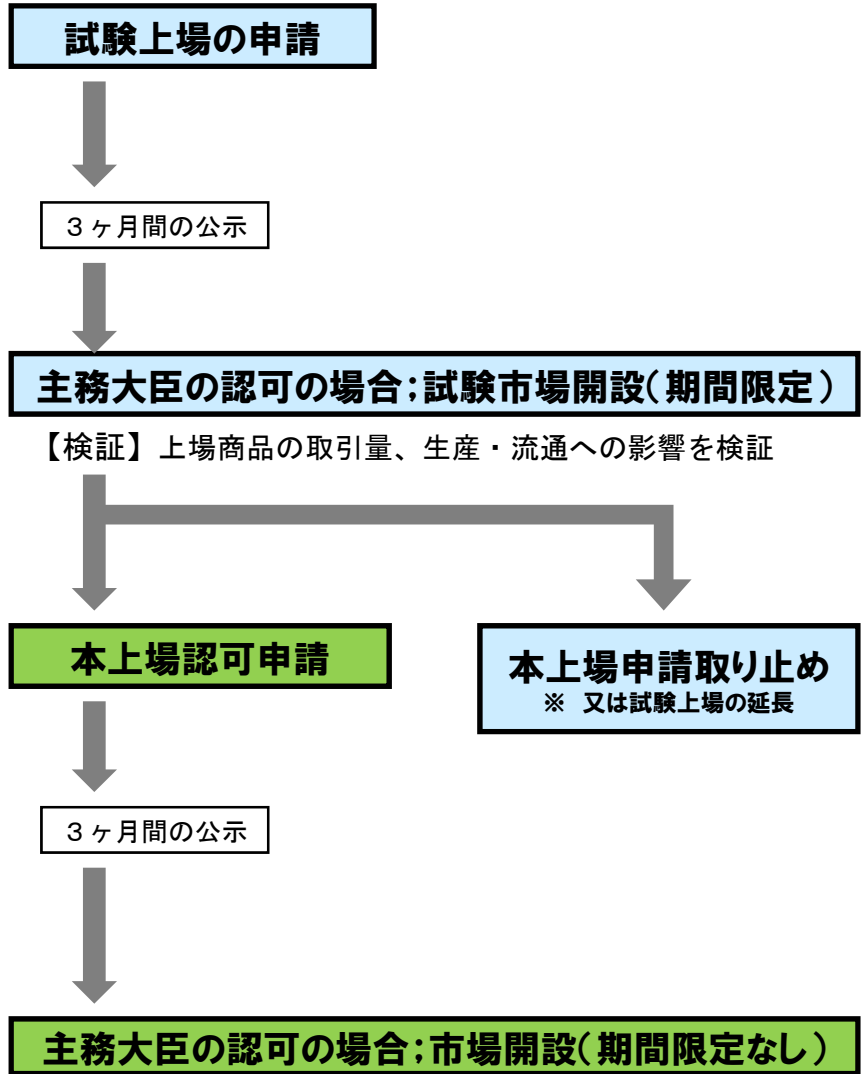 試験上場の申請
３ヶ月間の公示
主務大臣の認可の場合；試験市場開設（期間限定）
【検証】上場商品の取引量、生産・流通への影響を検証
本上場認可申請
本上場申請取り止め
※　又は試験上場の延長
３ヶ月間の公示
主務大臣の認可の場合；市場開設（期間限定なし）